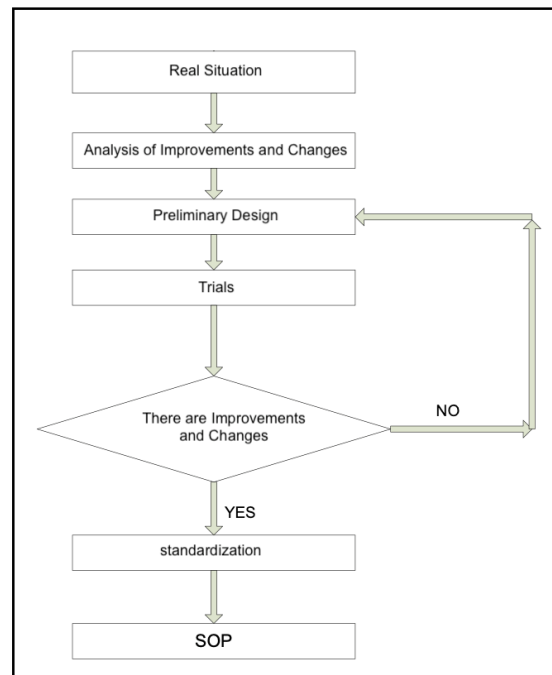 Real Situation
Analysis of Improvements and Changes
Preliminary Design
Trials
There are Improvements
and Changes
NO
YES
standardization
SOP